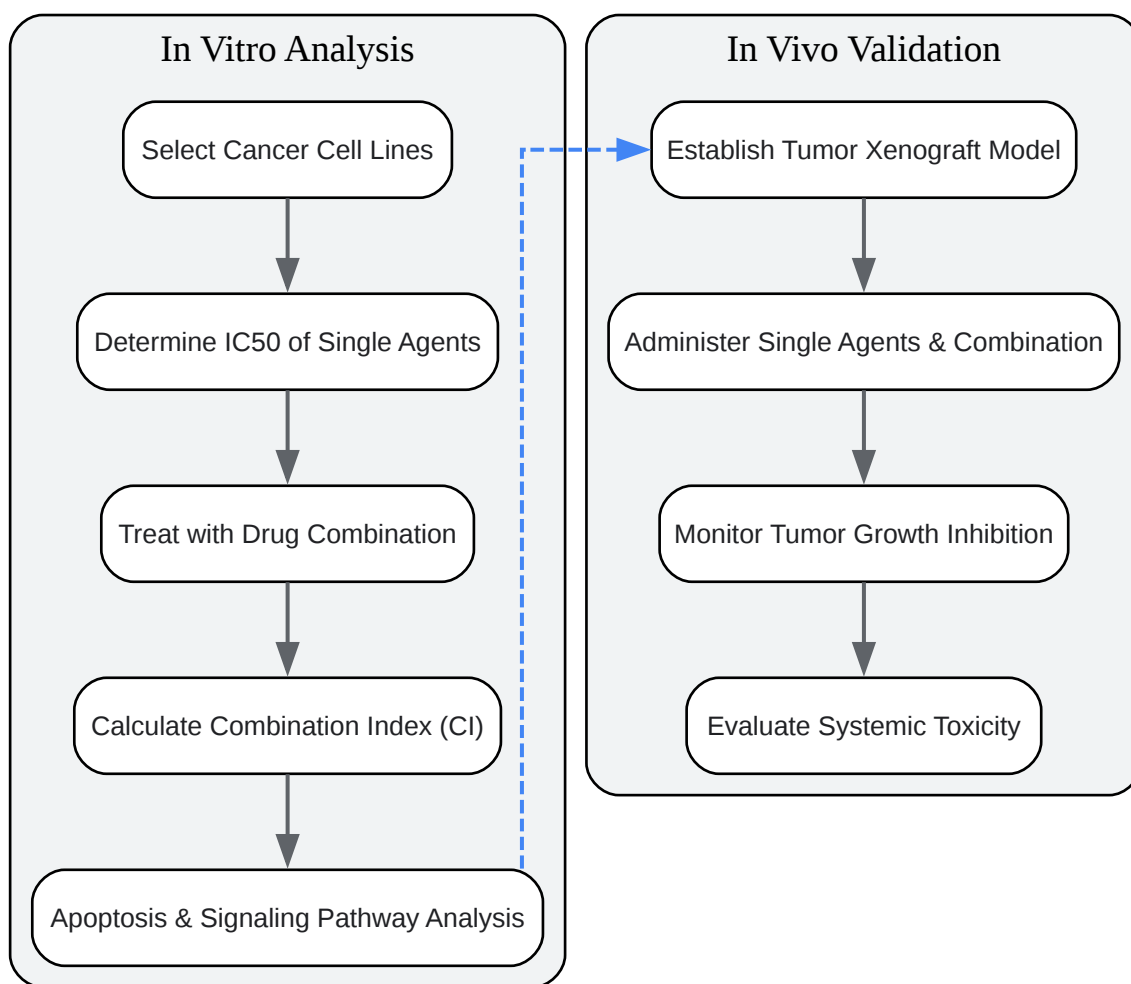 In Vitro Analysis
Select Cancer Cell Lines
Determine IC50 of Single Agents
Treat with Drug Combination
Calculate Combination Index (CI)
Apoptosis & Signaling Pathway Analysis
In Vivo Validation
Establish Tumor Xenograft Model
Administer Single Agents & Combination
Monitor Tumor Growth Inhibition
Evaluate Systemic Toxicity